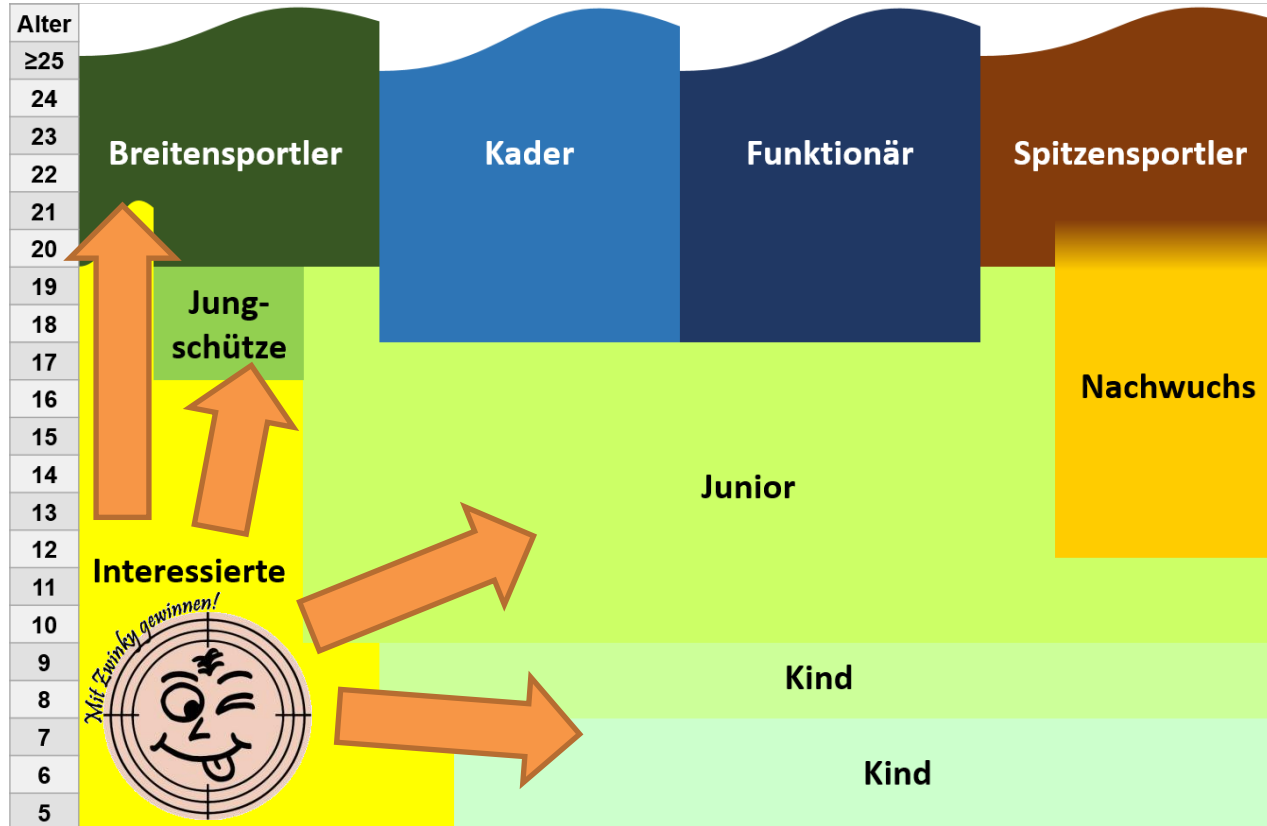 Alter
≥25
24
23
Breitensportler Kader Funktionär Spitzensportler
22
21
20
19
Jung-
18
schütze
17
16
Nachwuchs
15
14
Junior
13
12
Interessierte
11
Mit Zwinky gewinnen!
10
9
Kind
8
7
6
Kind
5